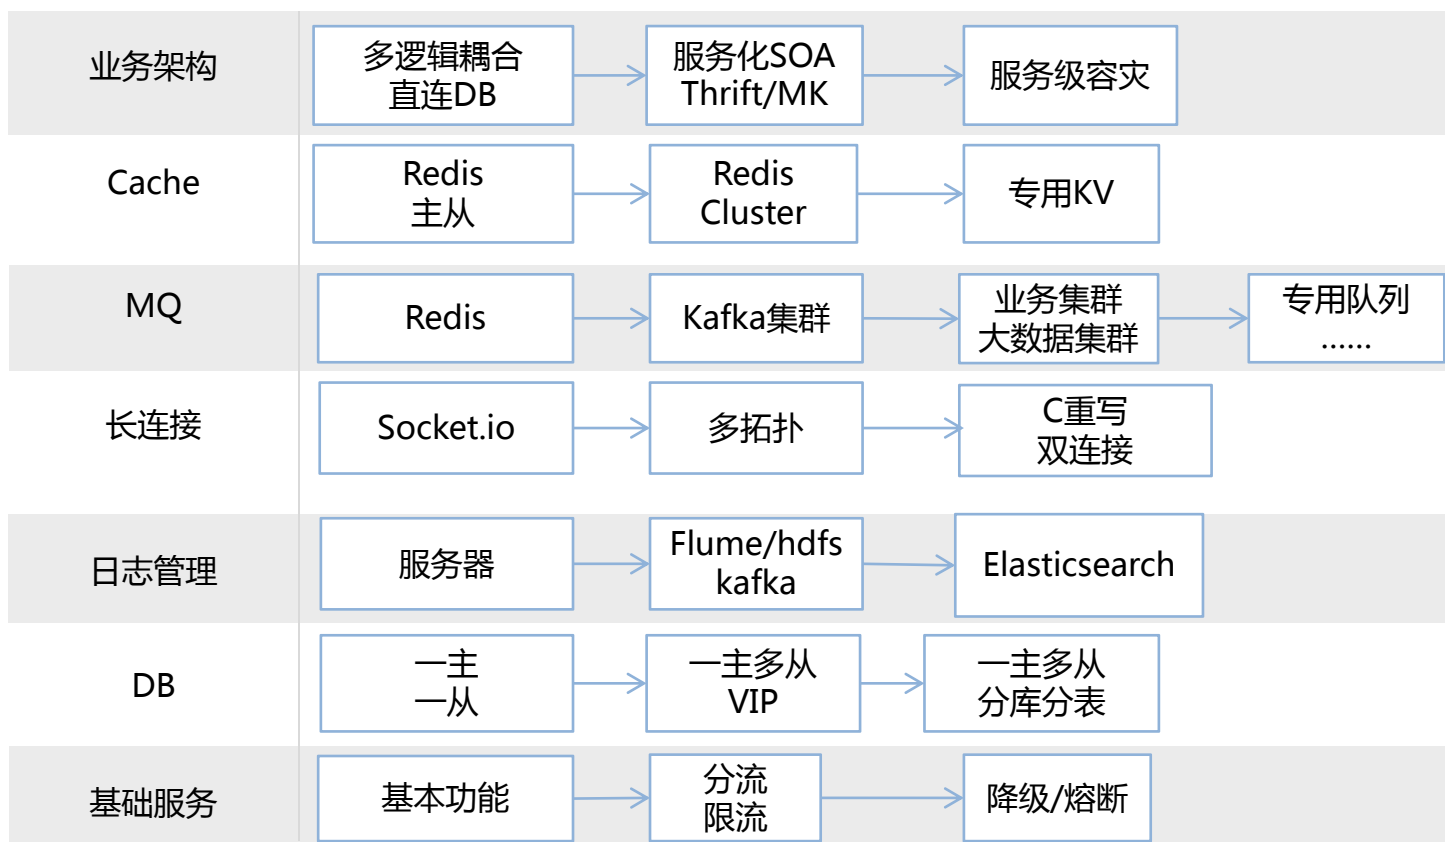 业务架构
多逻辑耦合
直连DB
服务化SOA
Thrift/MK
服务级容灾
Cache
Redis
主从
Redis
Cluster
专用KV
MQ
Redis
Kafka集群
业务集群
大数据集群
专用队列
......
长连接
Socket.io
多拓扑
C重写
双连接
日志管理
服务器
Flume/hdfs
kafka
Elasticsearch
DB
一主
一从
一主多从
VIP
一主多从
分库分表
基础服务
基本功能
分流
限流
降级/熔断